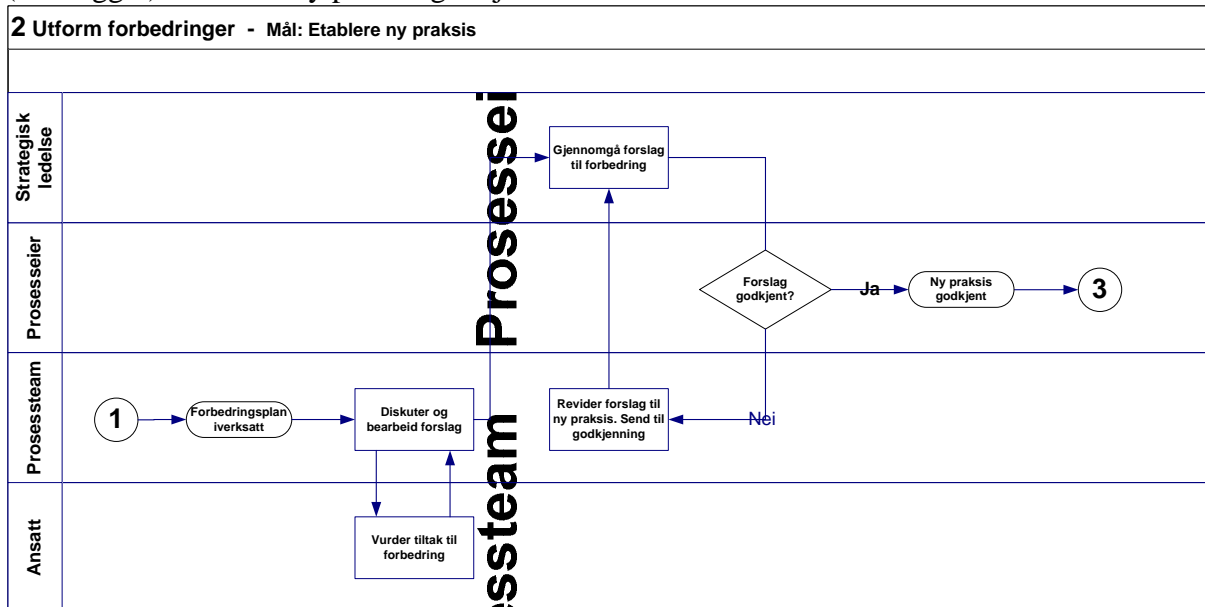 2 Utform forbedringer - Mål: Etablere ny praksis
Strategisk
ledelse
Gjennomgå forslag
til forbedring
Prosesseier
Forslag
godkjent?
Ja
Ny praksis
godkjent
3
Prosessteam
1
Forbedringsplan
iverksatt
Diskuter og
bearbeid forslag
Revider forslag til
ny praksis. Send til
godkjenning
Nei
Ansatt
Vurder tiltak til
forbedring
essteam Prosessei